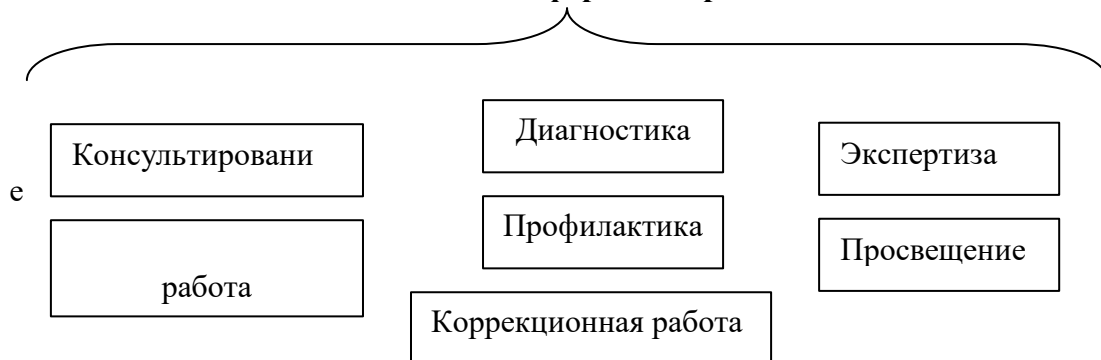 Консультировани
е
работа
Диагностика
Профилактика
Коррекционная работа
Экспертиза
Просвещение